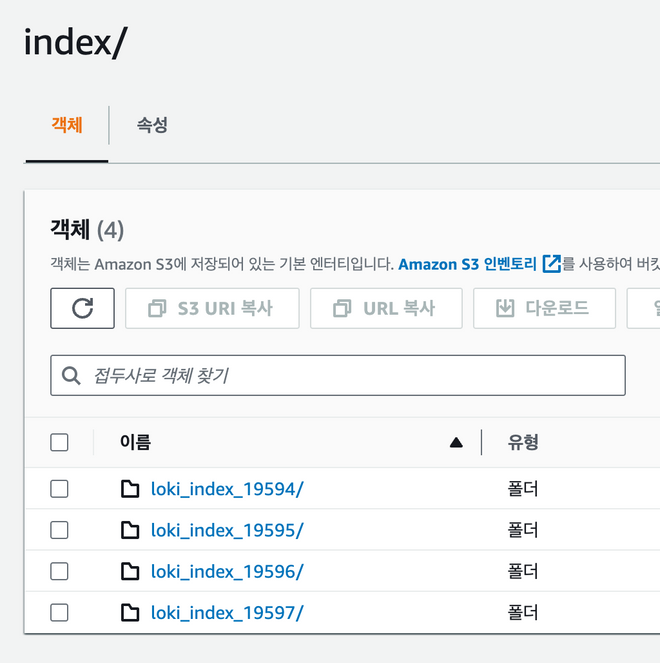 index/
객체 속성
객체 (4)
객체는 Amazon S3에 저장되어 있는 기본 엔터티입니다. Amazon S3 인벤토리를 사용하여 버킷
S3 URI 복사 URL 복사 다운로드
접두사로 객체 찾기
이름 유형
loki_index_19594/ 폴더
loki_index_19595/ 폴더
loki_index_19596/ 폴더
loki_index_19597/ 폴더